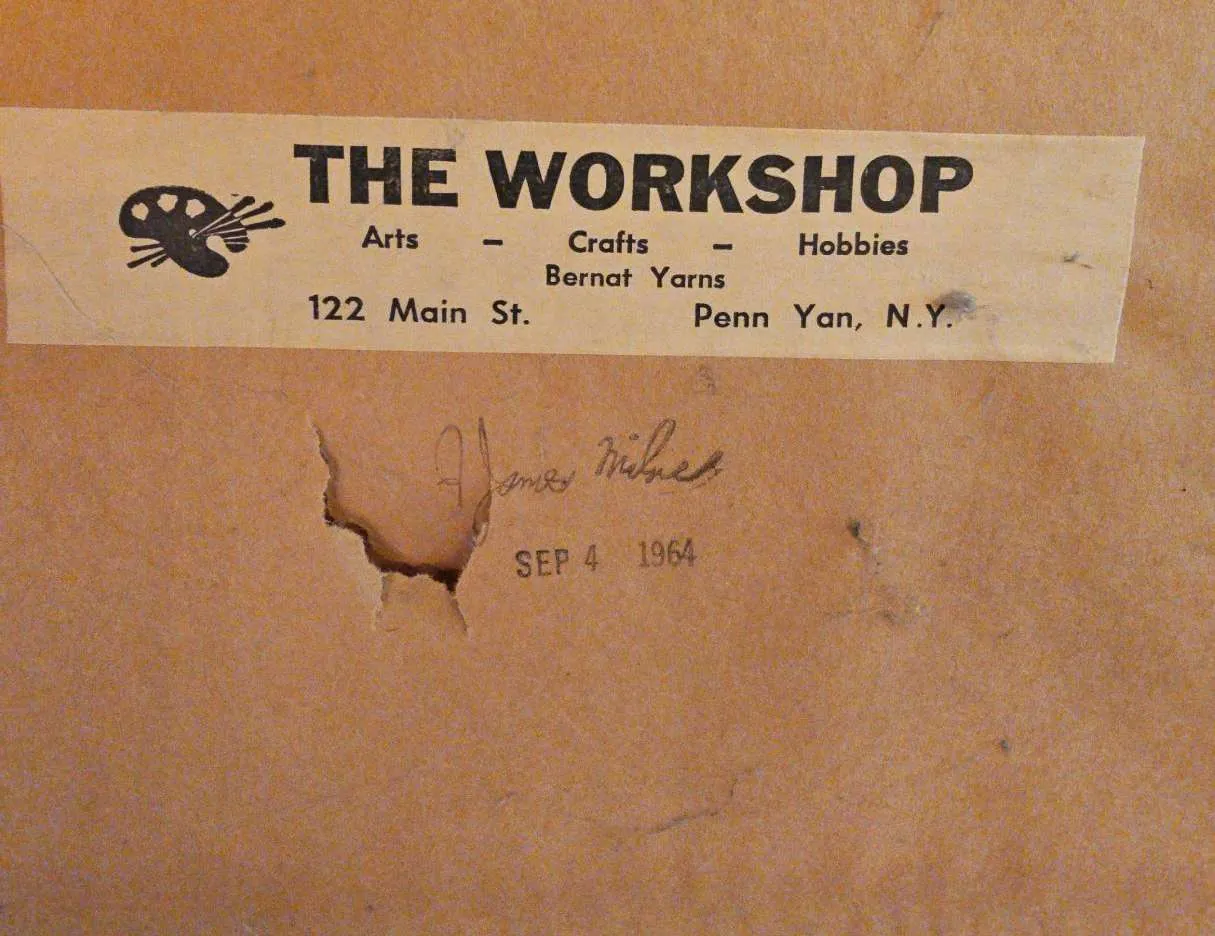 THE WORKSHOP
Arts – Crafts – Hobbies
Bernat Yarns
122 Main St. Penn Yan, N.Y.
James
SEP 4 1964